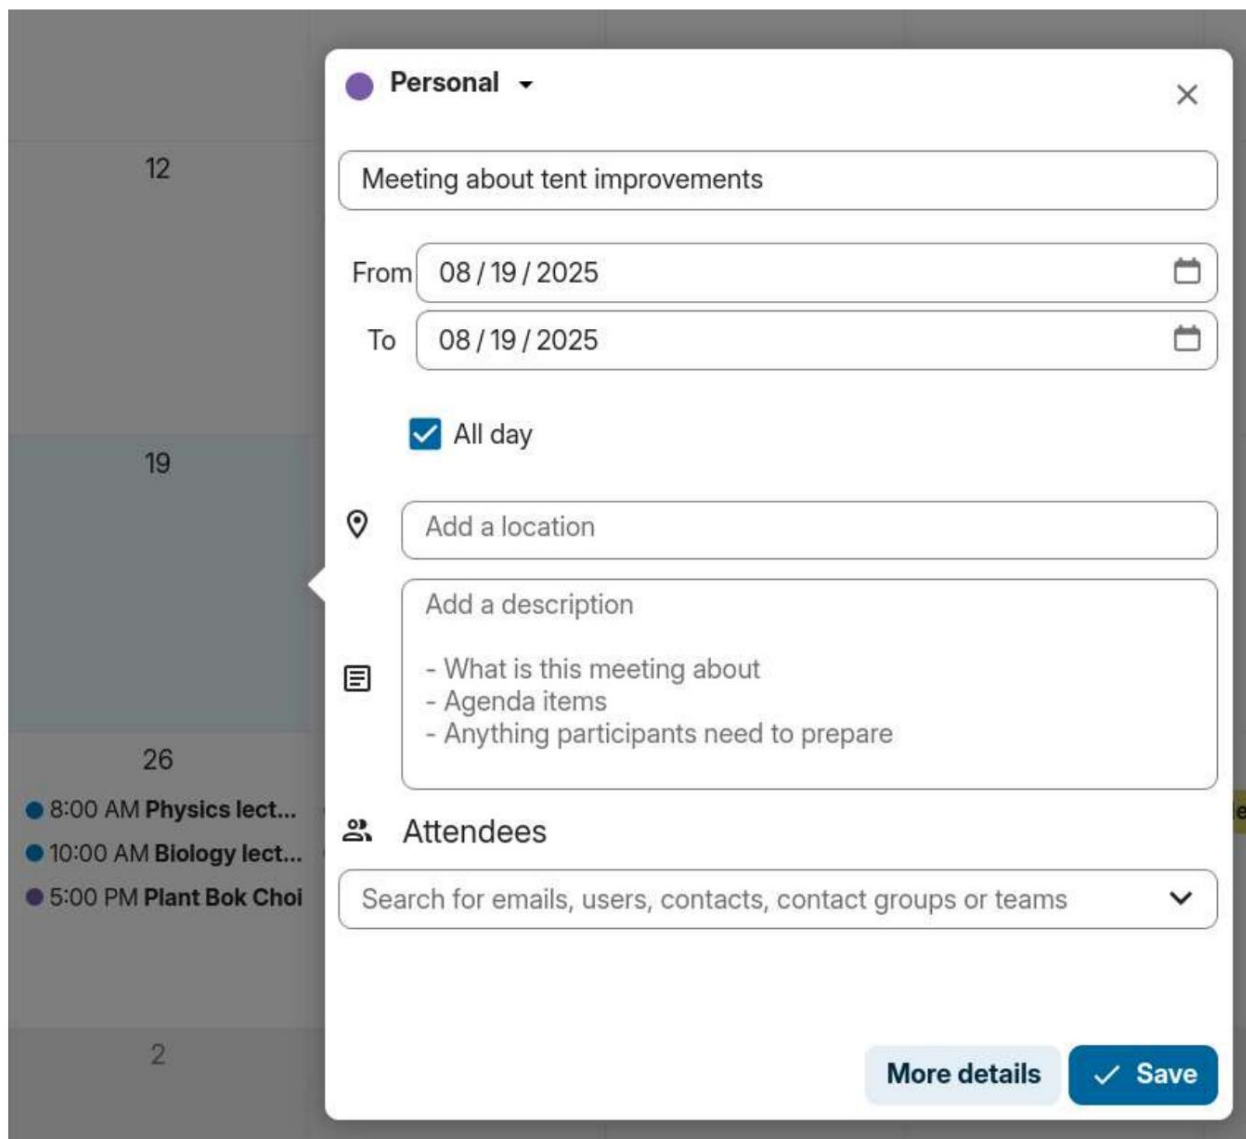 Personal
Meeting about tent improvements
From 08 / 19 / 2025
To 08 / 19 / 2025
All day
Add a location
Add a description
- What is this meeting about
- Agenda items
- Anything participants need to prepare
Attendees
Search for emails, users, contacts, contact groups or teams
More details
Save
12
19
26
8:00 AM Physics lect...
10:00 AM Biology lect...
5:00 PM Plant Bok Choi
2